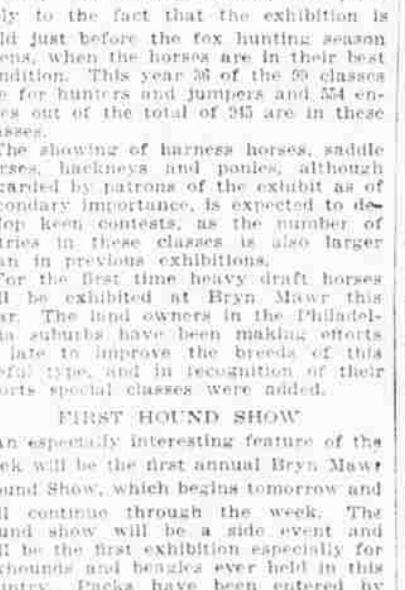 ly to the fact that the exhibition is
ld just before the fox hunting season
ens, when the horses are in their best
ndition. This year 36 of the 99 classes
e for hunters and jumpers and 554 en-
es out of the total of 945 are in these
asses.
The showing of harness horses, saddle
rses, hackneys and ponies, although
garded by patrons of the exhibit as of
condary importance, is expected to de-
lop keen contests, as the number of
tries in these classes is also larger
an in previous exhibitions.
For the first time heavy draft horses
ll be exhibited at Bryn Mawr this
ar. The land owners in the Philadel-
ia suburbs have been making efforts
late to improve the breeds of this
eful type, and in recognition of their
orts special classes were added.
FIRST HOUND SHOW
an especially interesting feature of the
ek will be the first annual Bryn Mawr
ound Show, which begins tomorrow and
ll continue through the week. The
und show will be a side event and
ll be the first exhibition especially for
xhounds and beagles ever held in this
untry. Packs have been entered by